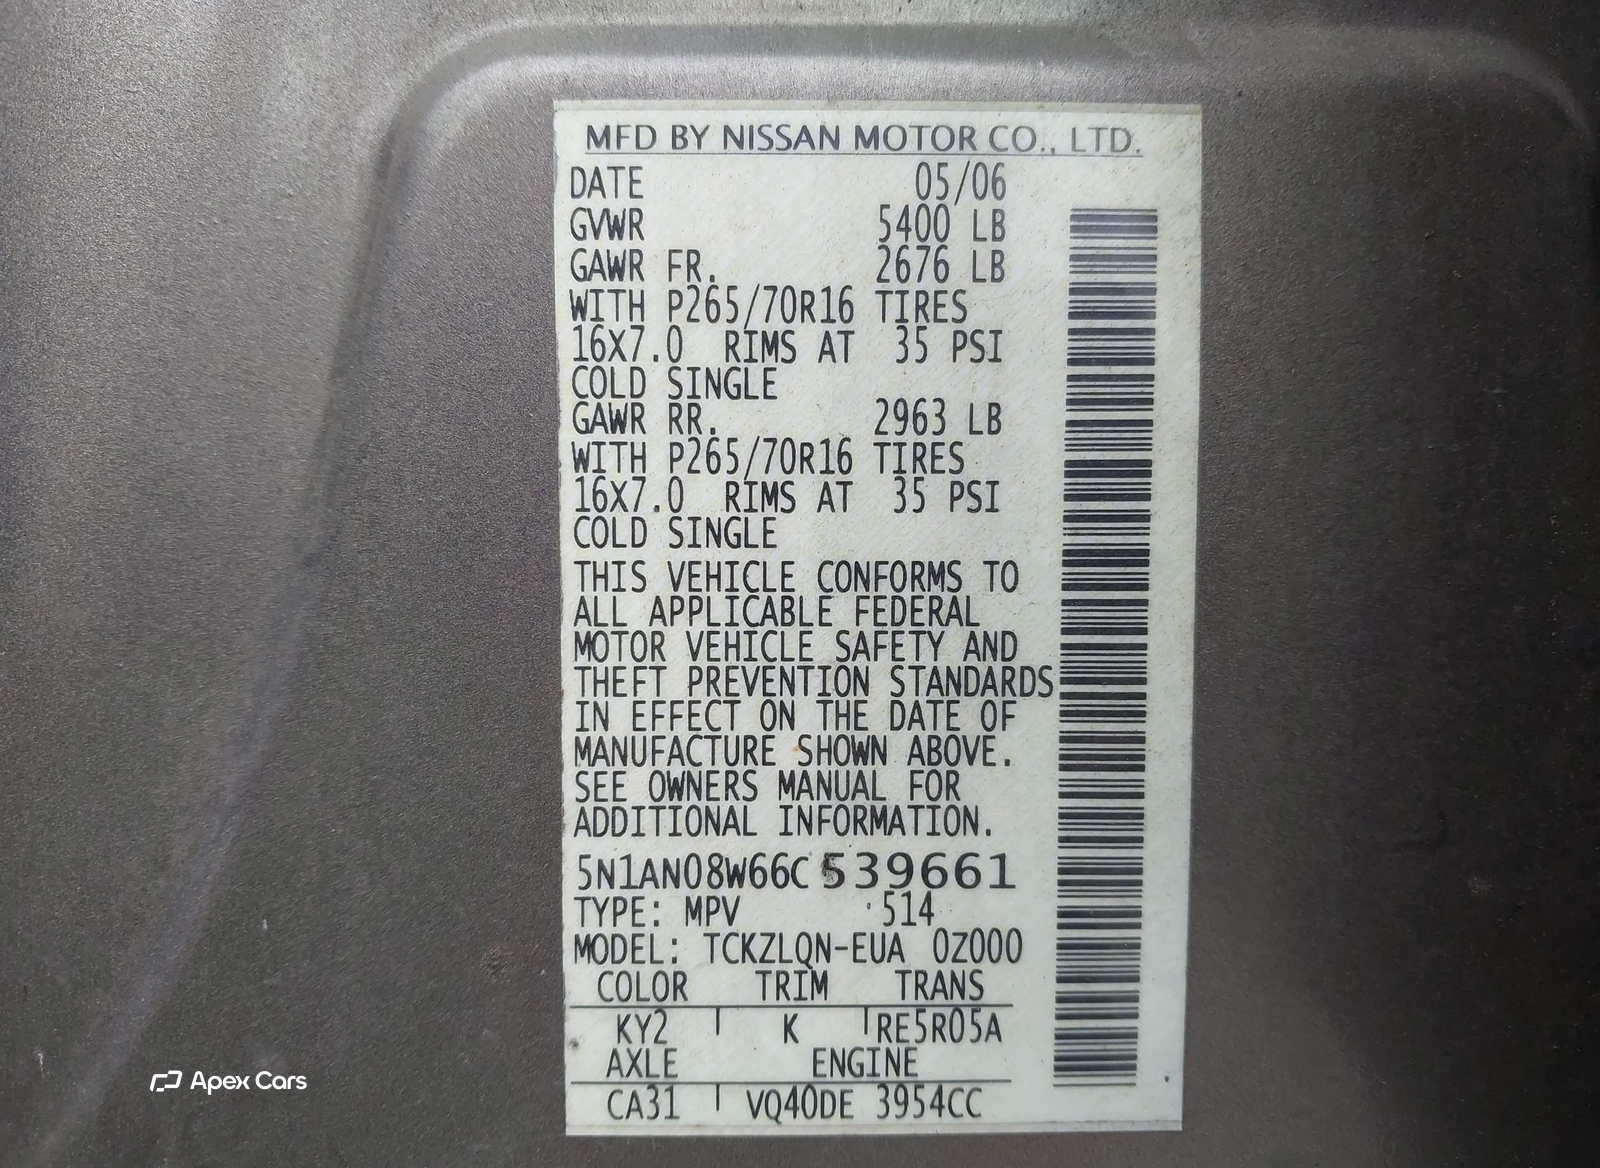 MFD BY NISSAN MOTOR CO., LTD.
DATE 05/06
GVWR 5400 LB
GAWR FR. 2676 LB
WITH P265/70R16 TIRES
16X7.0 RIMS AT 35 PSI
COLD SINGLE
GAWR RR. 2963 LB
WITH P265/70R16 TIRES
16X7.0 RIMS AT 35 PSI
COLD SINGLE
THIS VEHICLE CONFORMS TO
ALL APPLICABLE FEDERAL
MOTOR VEHICLE SAFETY AND
THEFT PREVENTION STANDARDS
IN EFFECT ON THE DATE OF
MANUFACTURE SHOWN ABOVE.
SEE OWNERS MANUAL FOR
ADDITIONAL INFORMATION.
5N1AN08W66C539661
TYPE: MPV 514
MODEL: TCKZLQN-EUA 0Z000
COLOR TRIM TRANS
KY2 K RE5R05A
AXLE ENGINE
CA31 VQ40DE 3954CC
Apex Cars